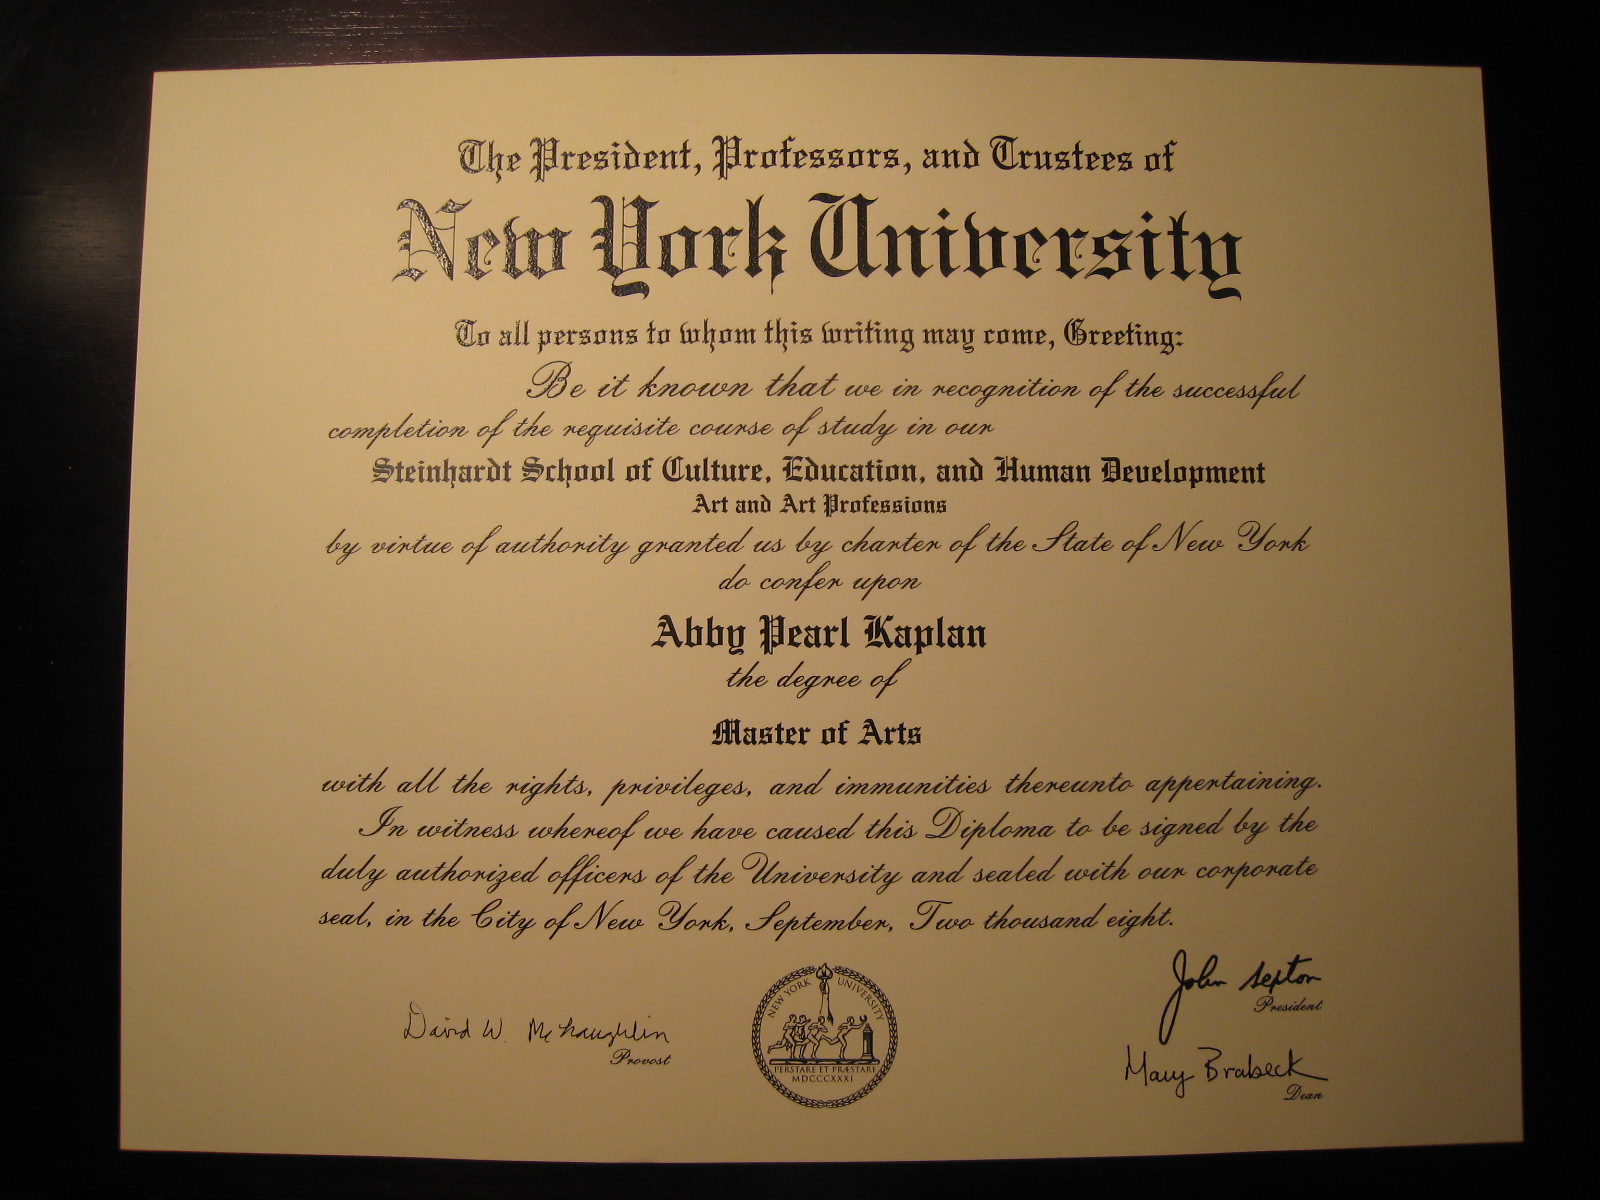 The President, Professors, and Trustees of
New York University
To all persons to whom this writing may come, Greeting:
Be it known that we in recognition of the successful
completion of the requisite course of study in our
Steinhardt School of Culture, Education, and Human Development
Art and Art Professions
by virtue of authority granted us by charter of the State of New York
do confer upon
Abby Pearl Kaplan
the degree of
Master of Arts
with all the rights, privileges, and immunities thereunto appertaining.
In witness whereof we have caused this Diploma to be signed by the
duly authorized officers of the University and sealed with our corporate
seal, in the City of New York, September, Two thousand eight.
David W. McLaughlin
Provost
NEW YORK UNIVERSITY
PERSTARE ET PRÆSTARE
MDCCCXXXI
John Sexton
President
Mary Brabeck
Dean